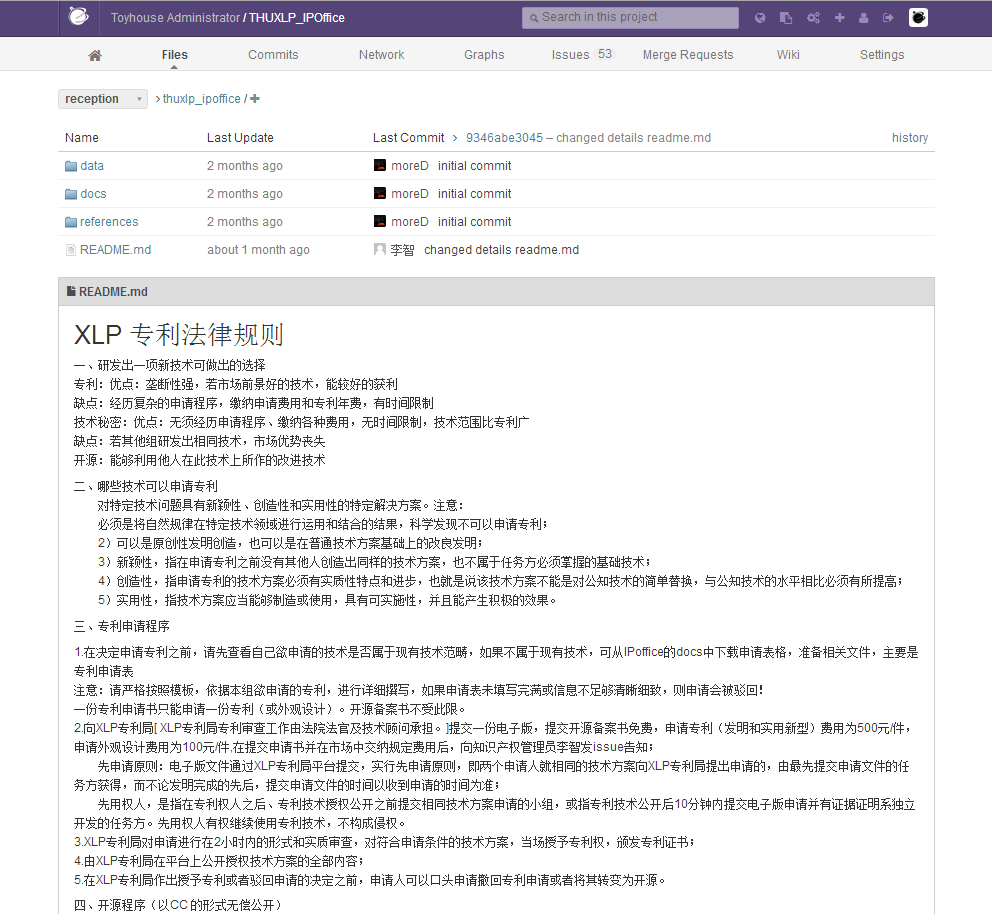 Toyhouse Administrator / THUXLP_IPOffice
Search in this project
Files Commits Network Graphs Issues 53 Merge Requests Wiki Settings
reception
thuxlp_ipoffice / +
Name Last Update Last Commit > 9346abe3045 – changed details readme.md history
data 2 months ago moreD initial commit
docs 2 months ago moreD initial commit
references 2 months ago moreD initial commit
README.md about 1 month ago 李智 changed details readme.md
README.md
XLP 专利法律规则
一、研发出一项新技术可做出的选择
专利：优点：垄断性强，若市场前景好的技术，能较好的获利
缺点：经历复杂的申请程序，缴纳申请费用和专利年费，有时间限制
技术秘密：优点：无须经历申请程序、缴纳各种费用，无时间限制，技术范围比专利广
缺点：若其他组研发出相同技术，市场优势丧失
开源：能够利用他人在此技术上所作的改进技术
二、哪些技术可以申请专利
对特定技术问题具有新颖性、创造性和实用性的特定解决方案。注意：
必须是将自然规律在特定技术领域进行运用和结合的结果，科学发现不可以申请专利；
2）可以是原创性发明创造，也可以是在普通技术方案基础上的改良发明；
3）新颖性，指在申请专利之前没有其他人创造出同样的技术方案，也不属于任务方必须掌握的基础技术；
4）创造性，指申请专利的技术方案必须有实质性特点和进步，也就是说该技术方案不能是对公知技术的简单替换，与公知技术的水平相比必须有所提高；
5）实用性，指技术方案应当能够制造或使用，具有可实施性，并且能产生积极的效果。
三、专利申请程序
1.在决定申请专利之前，请先查看自己欲申请的技术是否属于现有技术范畴，如果不属于现有技术，可从IPoffice的docs中下载申请表格，准备相关文件，主要是
专利申请表
注意：请严格按照模板，依据本组欲申请的专利，进行详细撰写，如果申请表未填写完满或信息不足够清晰细致，则申请会被驳回！
一份专利申请书只能申请一份专利（或外观设计）。开源备案书不受此限。
2.向XLP专利局[ XLP专利局专利审查工作由法院法官及技术顾问承担。]提交一份电子版，提交开源备案书免费，申请专利（发明和实用新型）费用为500元/件，
申请外观设计费用为100元/件.在提交申请书并在市场中交纳规定费用后，向知识产权管理员李智发issue告知；
先申请原则：电子版文件通过XLP专利局平台提交，实行先申请原则，即两个申请人就相同的技术方案向XLP专利局提出申请的，由最先提交申请文件的任
务方获得，而不论发明完成的先后，提交申请文件的时间以收到申请的时间为准；
先用权人，是指在专利权人之后、专利技术授权公开之前提交相同技术方案申请的小组，或指专利技术公开后10分钟内提交电子版申请并有证据证明系独立
开发的任务方。先用权人有权继续使用专利技术，不构成侵权。
3.XLP专利局对申请进行在2小时内的形式和实质审查，对符合申请条件的技术方案，当场授予专利权，颁发专利证书；
4.由XLP专利局在平台上公开授权技术方案的全部内容；
5.在XLP专利局作出授予专利或者驳回申请的决定之前，申请人可以口头申请撤回专利申请或者将其转变为开源。
四、开源程序（以CC 的形式无偿公开）